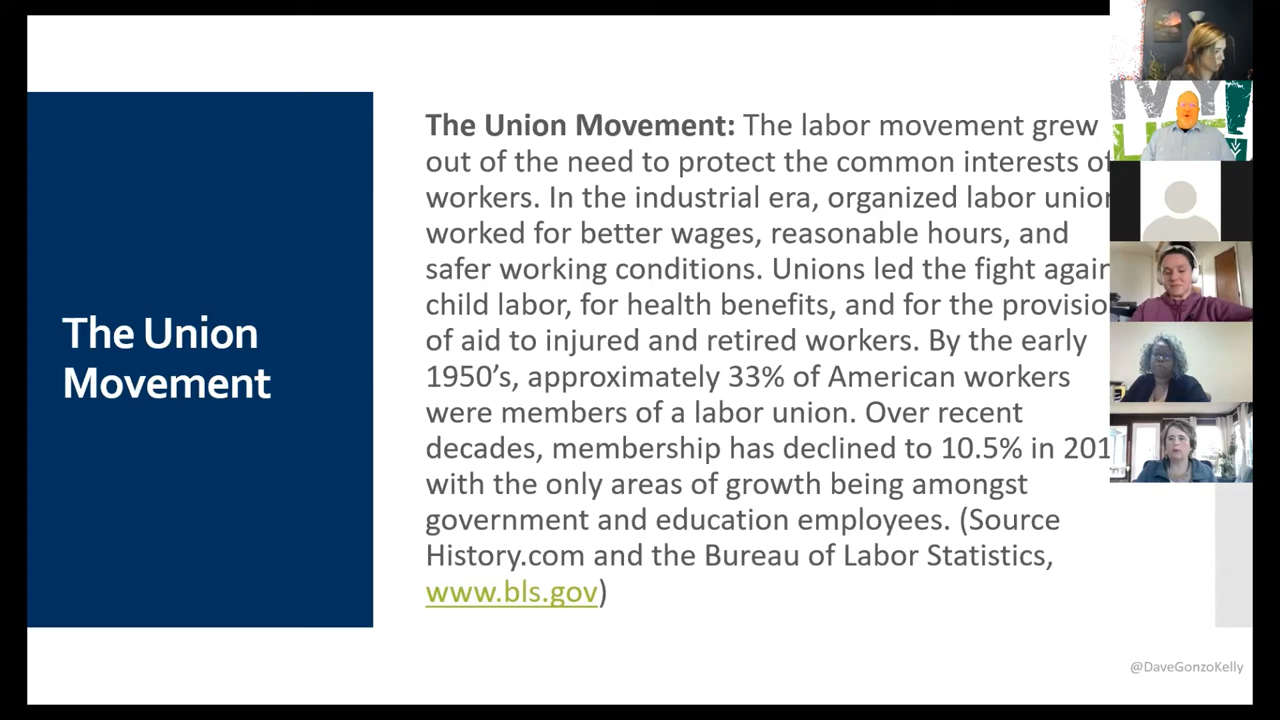 The Union
Movement
The Union Movement: The labor movement grew
out of the need to protect the common interests of
workers. In the industrial era, organized labor union
worked for better wages, reasonable hours, and
safer working conditions. Unions led the fight again
child labor, for health benefits, and for the provisio
of aid to injured and retired workers. By the early
1950’s, approximately 33% of American workers
were members of a labor union. Over recent
decades, membership has declined to 10.5% in 201
with the only areas of growth being amongst
government and education employees. (Source
History.com and the Bureau of Labor Statistics,
www.bls.gov)
@DaveGonzoKelly